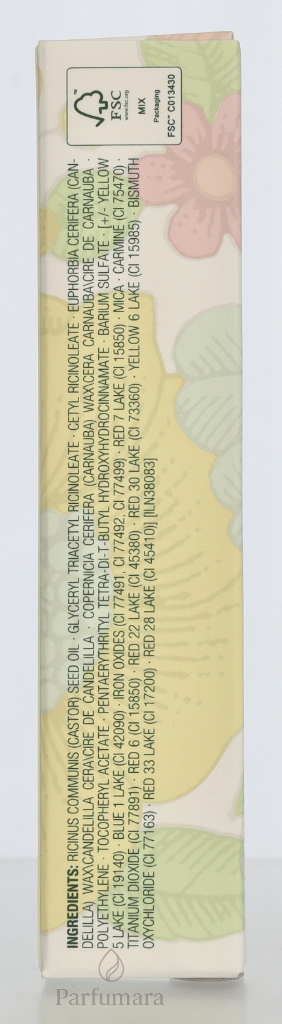 FSC™
www.fsc.org
MIX
Packaging
FSC™ C013430
INGREDIENTS: RICINUS COMMUNIS (CASTOR) SEED OIL · GLYCERYL TRIACETYL RICINOLEATE · CETYL RICINOLEATE · EUPHORBIA CERIFERA (CAN-
DELILLA) WAX\CANDELILLA CERA\CIRE DE CANDELILLA · COPERNICIA CERIFERA (CARNAUBA) WAX\CERA CARNAUBA\CIRE DE CARNAUBA ·
POLYETHYLENE · TOCOPHERYL ACETATE · PENTAERYTHRITYL TETRA-DI-T-BUTYL HYDROXYHYDROCINNAMATE · BARIUM SULFATE · [+/- YELLOW
5 LAKE (CI 19140) · BLUE 1 LAKE (CI 42090) · IRON OXIDES (CI 77491, CI 77492, CI 77499) · RED 7 LAKE (CI 15850) · MICA · CARMINE (CI 75470) ·
TITANIUM DIOXIDE (CI 77891) · RED 6 (CI 15850) · RED 22 LAKE (CI 45380) · RED 30 LAKE (CI 73360) · YELLOW 6 LAKE (CI 15985) · BISMUTH
OXYCHLORIDE (CI 77163) · RED 33 LAKE (CI 17200) · RED 28 LAKE (CI 45410)] [ILN38083]
Parfumara